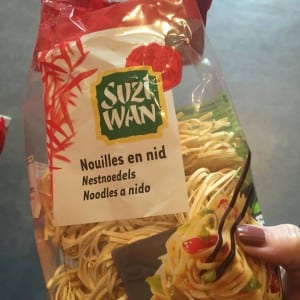 SUZI
WAN
Nouilles en nid
Nestnoedels
Noodles a nido